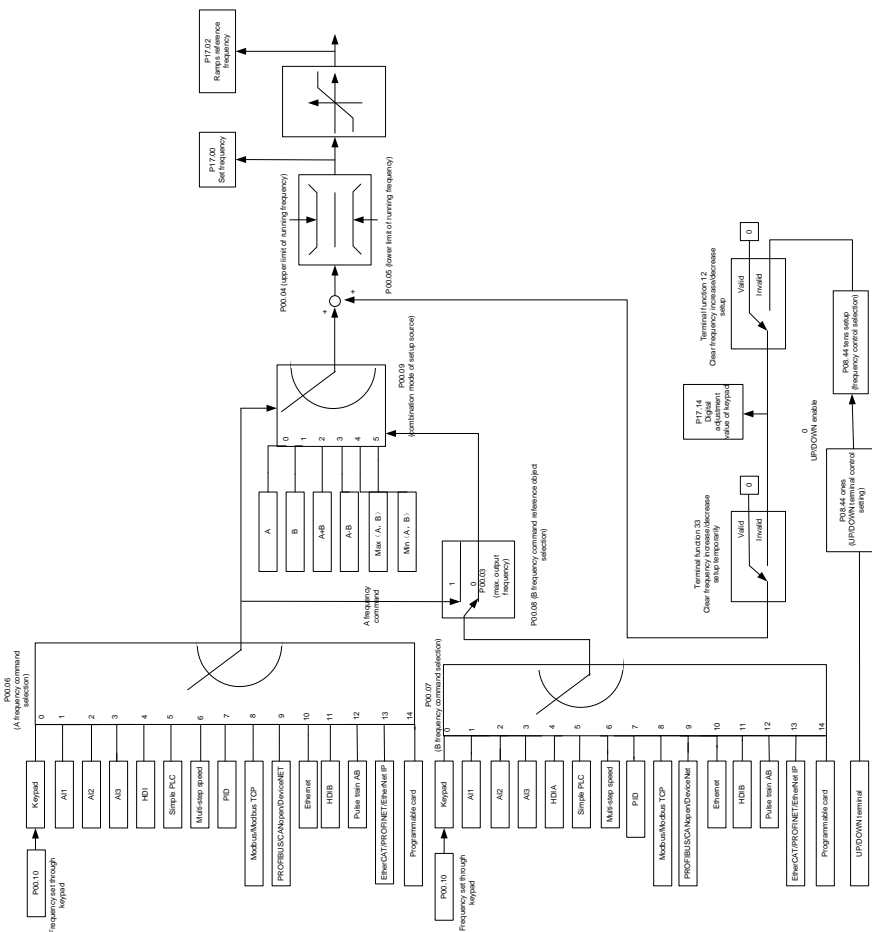 P17.02
Ramps reference
frequency
P17.00
Set frequency
P00.04 (upper limit of running frequency)
P00.05 (lower limit of running frequency)
+
+
P00.09
(combination mode of setup source)
0
1
2
3
4
5
A
B
A+B
A-B
Max（A，B）
Min（A，B）
A frequency
command
1
0
P00.03
(max. output
frequency)
P00.08 (B frequency command reference object
selection)
P00.06
(A frequency command
selection)
0
1
2
3
4
5
6
7
8
9
10
11
12
13
14
Keypad
AI1
AI2
AI3
HDI
Simple PLC
Multi-step speed
PID
Modbus/Modbus TCP
PROFIBUS/CANopen/DeviceNET
Ethernet
HDIB
Pulse train AB
EtherCAT/PROFINET/EtherNet IP
Programmable card
P00.10
Frequency set through
keypad
P00.07
(B frequency command selection)
0
1
2
3
4
5
6
7
8
9
10
11
12
13
14
Keypad
AI1
AI2
AI3
HDIA
Simple PLC
Multi-step speed
PID
Modbus/Modbus TCP
PROFIBUS/CANopen/DeviceNet
Ethernet
HDIB
Pulse train AB
EtherCAT/PROFINET/EtherNet IP
Programmable card
P00.10
Frequency set through
keypad
UP/DOWN terminal
P08.44 ones
(UP/DOWN terminal control
setting)
0
UP/DOWN enable
P08.44 tens setup
(frequency control selection)
Terminal function 12
Clear frequency increase/decrease
setup
Valid
Invalid
0
P17.14
Digital
adjustment
value of keypad
Terminal function 33
Clear frequency increase/decrease
setup temporarily
Valid
Invalid
0